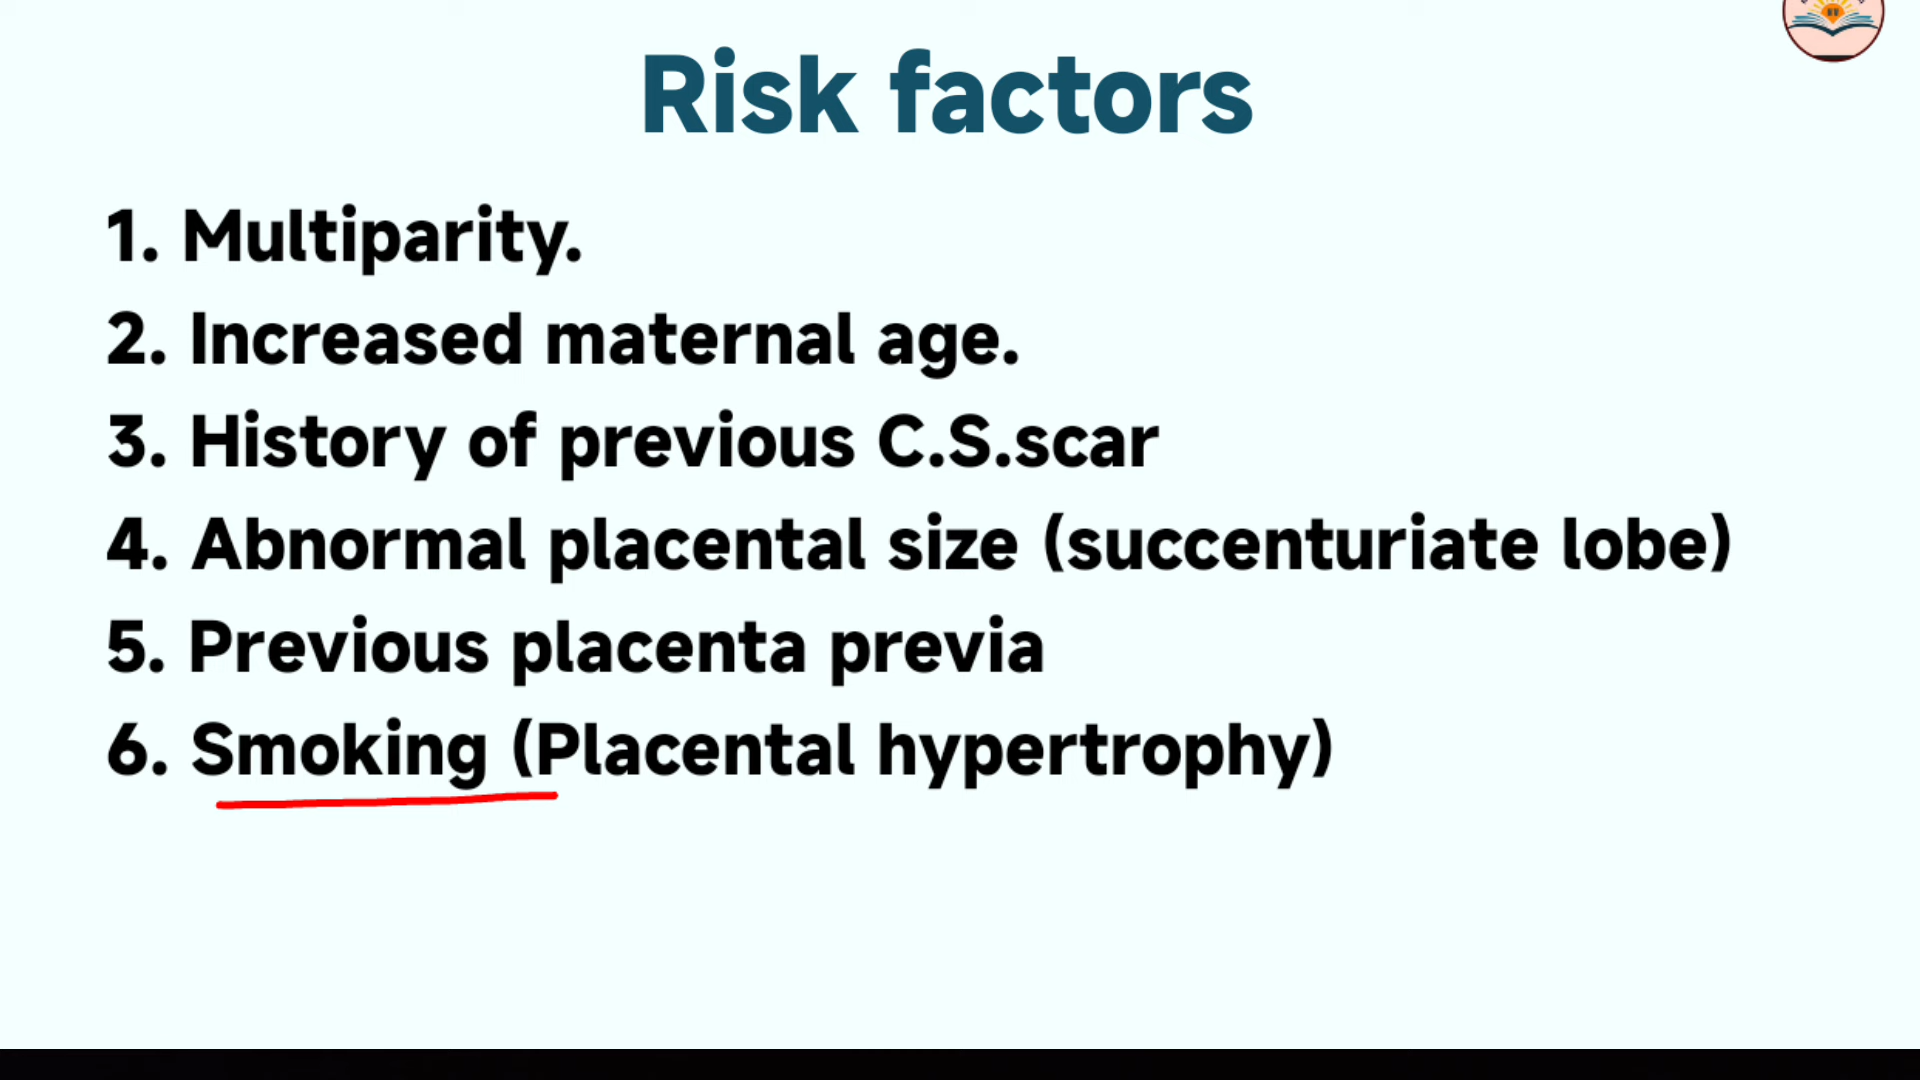 Risk factors
1. Multiparity.
2. Increased maternal age.
3. History of previous C.S.scar
4. Abnormal placental size (succenturiate lobe)
5. Previous placenta previa
6. Smoking (Placental hypertrophy)